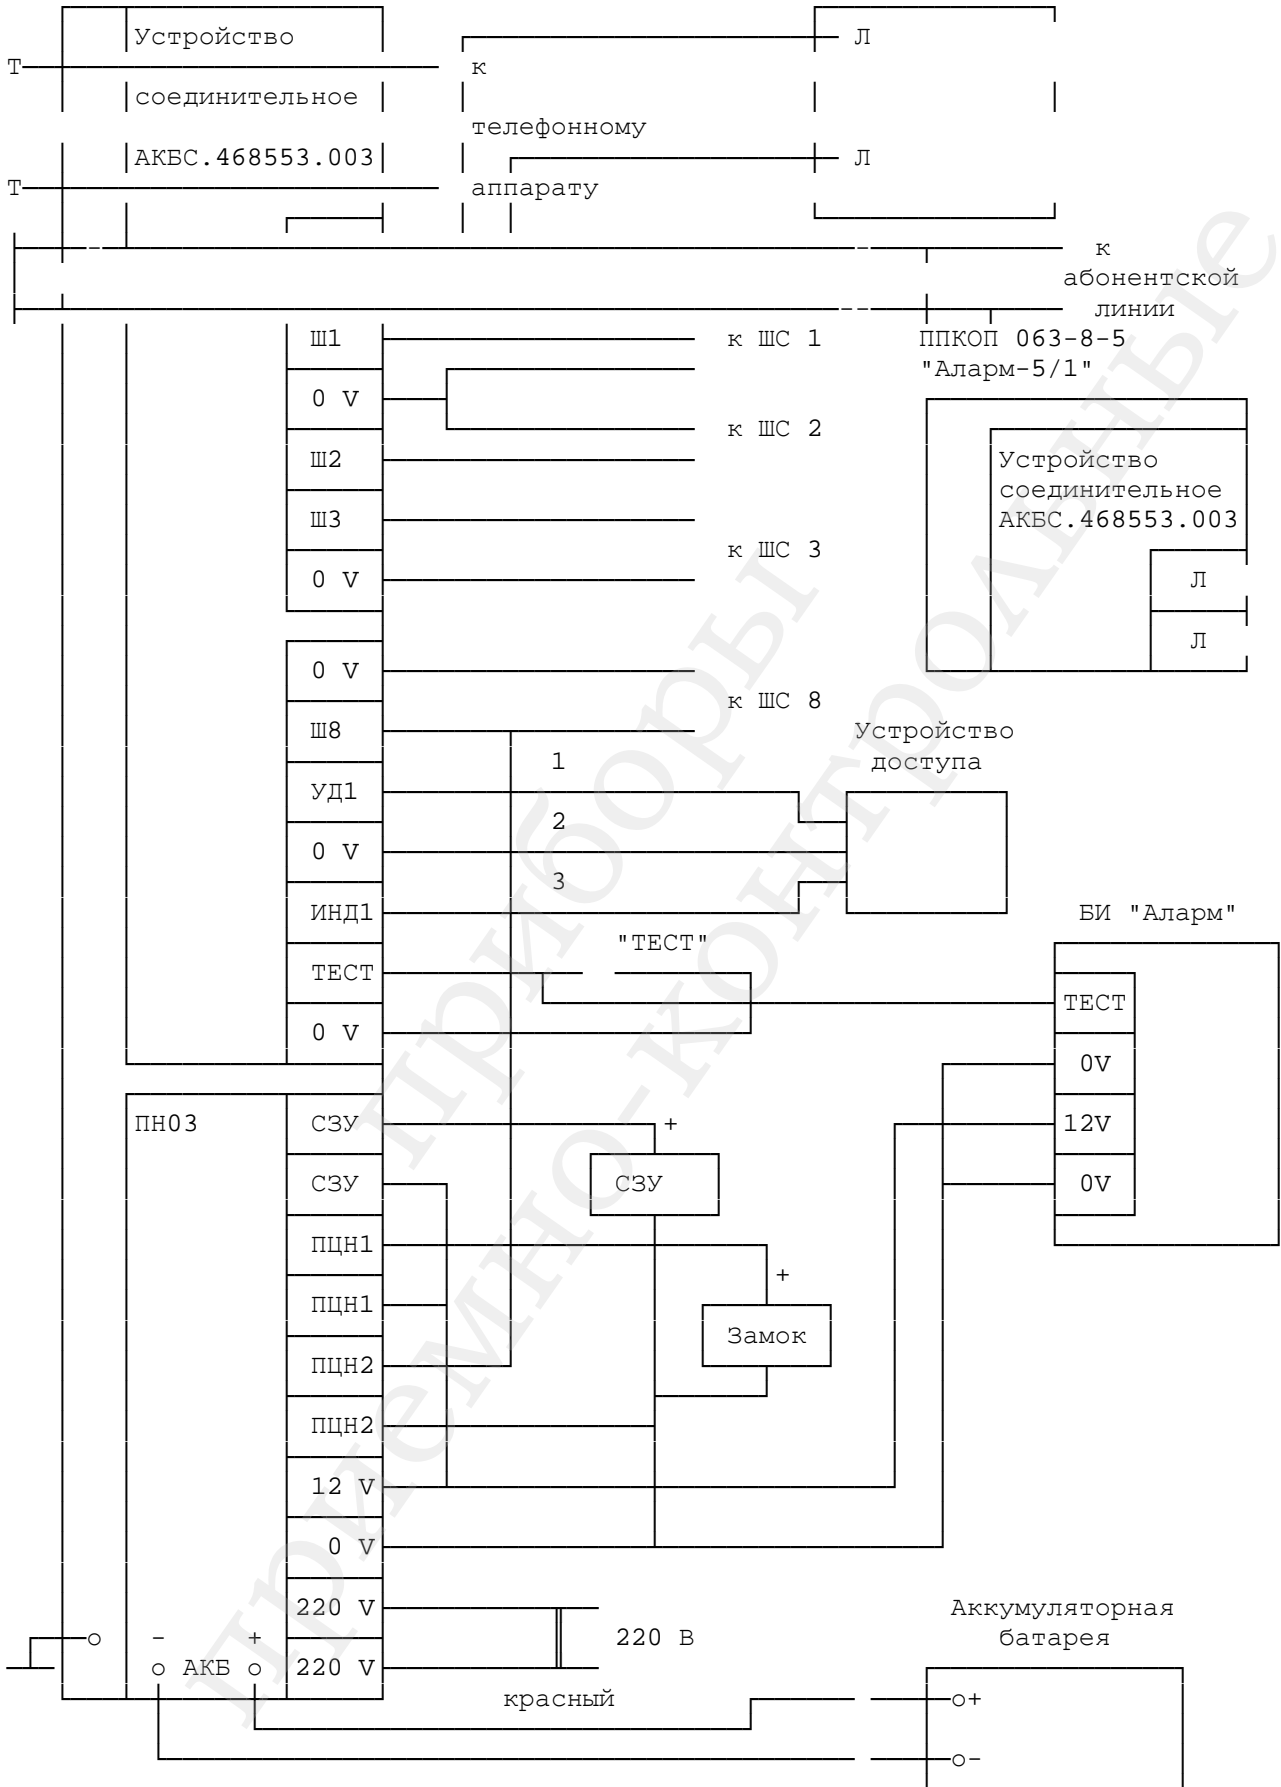 Устройство
Л
Т
к
соединительное
телефонному
АКБС.468553.003
Л
Т
аппарату
к
абонентской
линии
Ш1
к ШС 1
ППКОП 063-8-5
"Аларм-5/1"
0 V
к ШС 2
Ш2
Устройство
соединительное
Ш3
АКБС.468553.003
к ШС 3
0 V
Л
Л
0 V
к ШС 8
Ш8
Устройство
доступа
1
УД1
2
0 V
3
ИНД1
БИ "Аларм"
"ТЕСТ"
ТЕСТ
ТЕСТ
0 V
0V
ПН03
СЗУ
+
12V
СЗУ
СЗУ
0V
ПЦН1
+
ПЦН1
Замок
ПЦН2
ПЦН2
12 V
0 V
220 V
Аккумуляторная
батарея
- +
220 В
АКБ
220 V
красный
+
-
приборы
приемно-контрольные